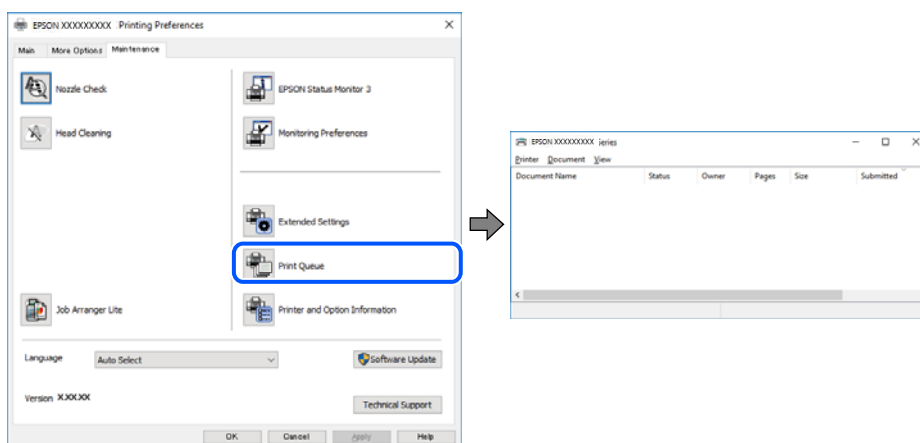 EPSON XXXXXXXXX Printing Preferences
Main More Options Maintenance
Nozzle Check
EPSON Status Monitor 3
Head Cleaning
Monitoring Preferences
Extended Settings
Print Queue
Job Arranger Lite
Printer and Option Information
Language Auto Select Software Update
Version X.XX.XX
Technical Support
OK Cancel Apply Help
EPSON XXXXXXXXX ieries
Printer Document View
Document Name Status Owner Pages Size Submitted